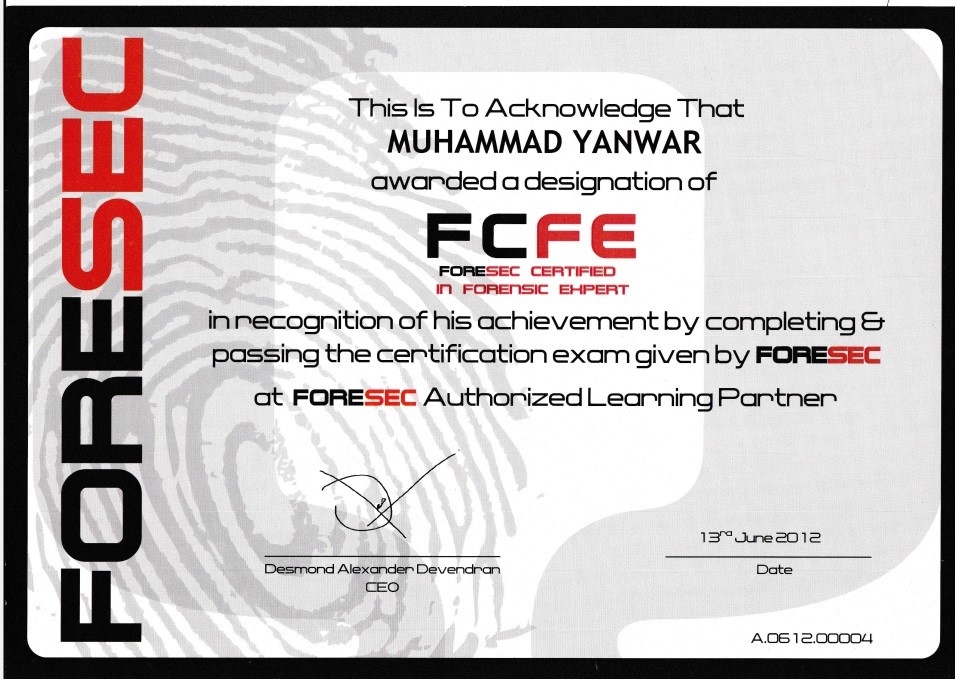 FORESEC
This Is To Acknowledge That
MUHAMMAD YANWAR
awarded a designation of
FCFE
FORESEC CERTIFIED
IN FORENSIC EXPERT
in recognition of his achievement by completing &
passing the certification exam given by FORESEC
at FORESEC Authorized Learning Partner
13rd June 2012
Desmond Alexander Devendran
Date
CEO
A.0612.00004